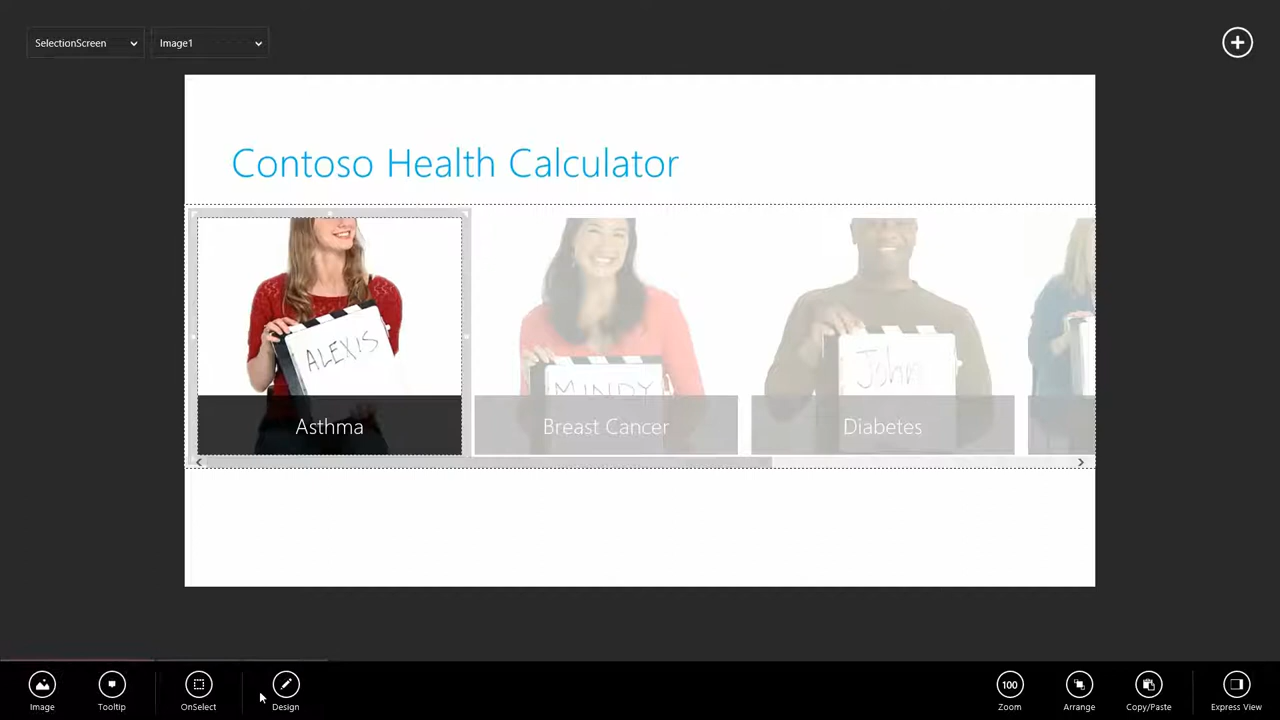 SelectionScreen
Image1
Contoso Health Calculator
ALEXIS
MINDY
John
Asthma
Breast Cancer
Diabetes
Image
Tooltip
OnSelect
Design
100
Zoom
Arrange
Copy/Paste
Express View